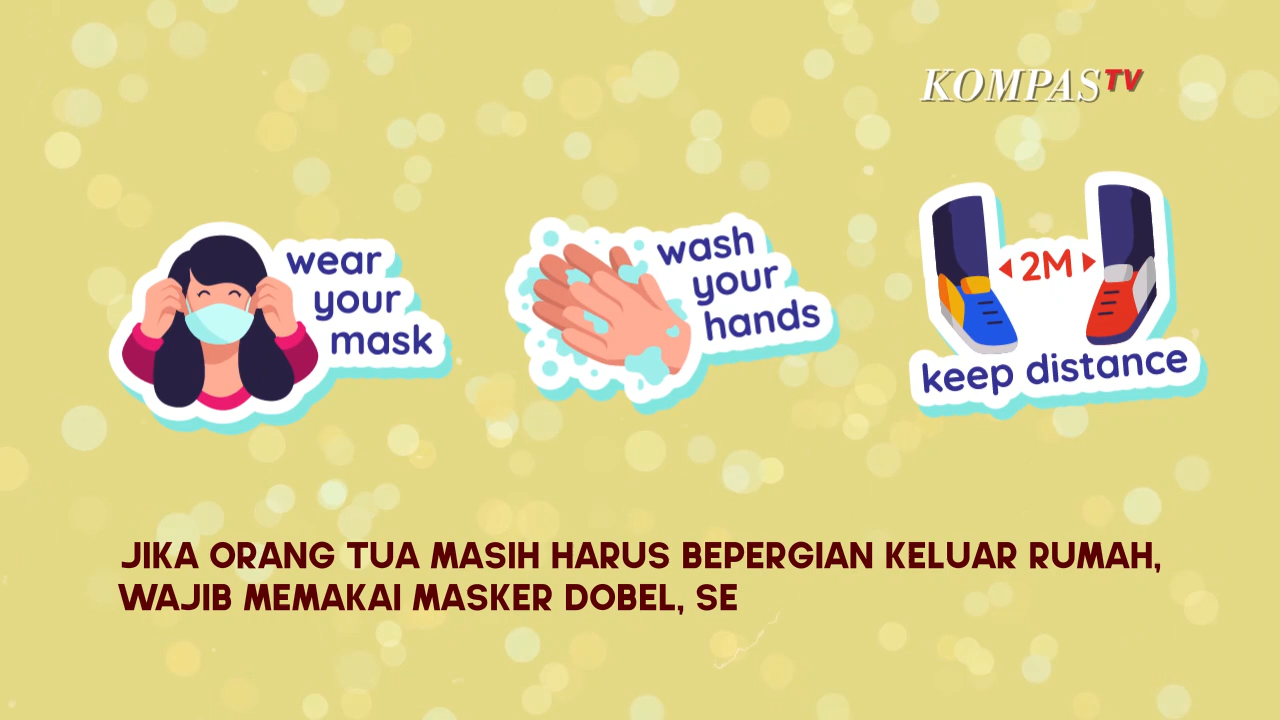 KOMPASTV
wear
your
mask
wash
your
hands
2M
keep distance
JIKA ORANG TUA MASIH HARUS BEPERGIAN KELUAR RUMAH,
WAJIB MEMAKAI MASKER DOBEL, SE